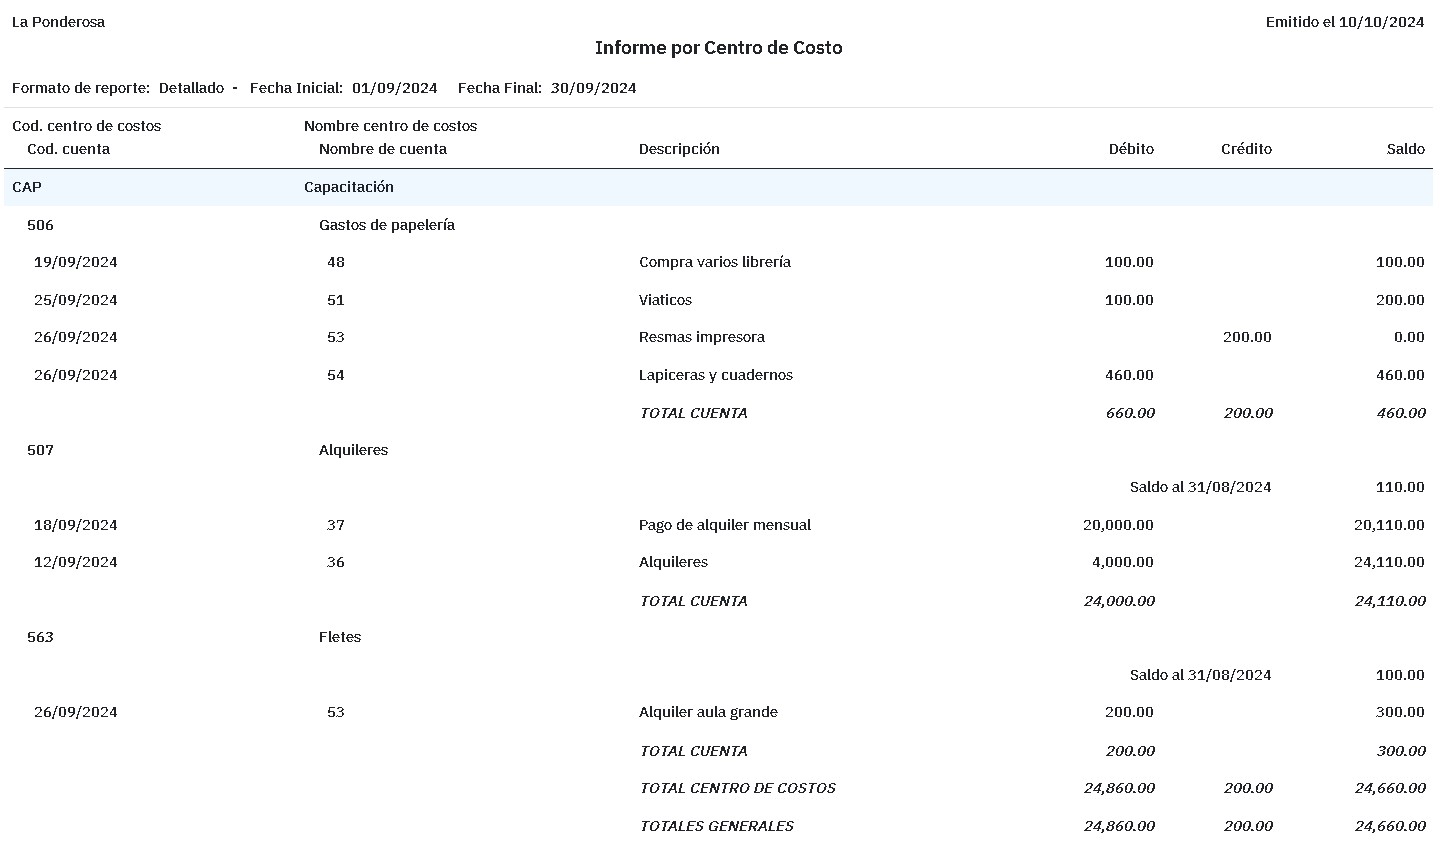 La Ponderosa Emitido el 10/10/2024
Informe por Centro de Costo
Formato de reporte: Detallado - Fecha Inicial: 01/09/2024 Fecha Final: 30/09/2024
Cod. centro de costos Nombre centro de costos
Cod. cuenta Nombre de cuenta Descripción Débito Crédito Saldo
CAP Capacitación
506 Gastos de papelería
19/09/2024 48 Compra varios librería 100.00 100.00
25/09/2024 51 Viaticos 100.00 200.00
26/09/2024 53 Resmas impresora 200.00 0.00
26/09/2024 54 Lapiceras y cuadernos 460.00 460.00
TOTAL CUENTA 660.00 200.00 460.00
507 Alquileres
Saldo al 31/08/2024 110.00
18/09/2024 37 Pago de alquiler mensual 20,000.00 20,110.00
12/09/2024 36 Alquileres 4,000.00 24,110.00
TOTAL CUENTA 24,000.00 24,110.00
563 Fletes
Saldo al 31/08/2024 100.00
26/09/2024 53 Alquiler aula grande 200.00 300.00
TOTAL CUENTA 200.00 300.00
TOTAL CENTRO DE COSTOS 24,860.00 200.00 24,660.00
TOTALES GENERALES 24,860.00 200.00 24,660.00